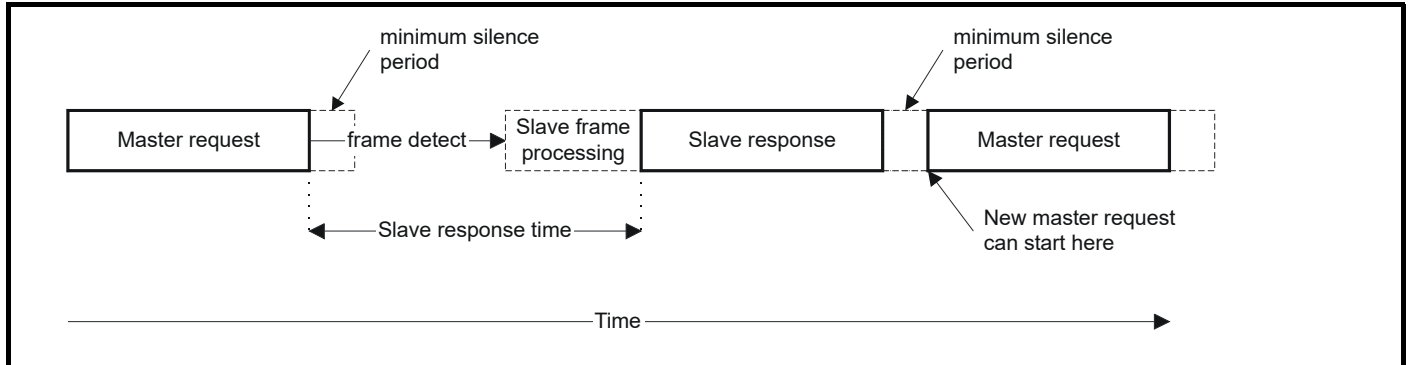 minimum silence
period
minimum silence
period
Master request
frame detect
Slave frame
processing
Slave response
Master request
Slave response time
New master request
can start here
Time